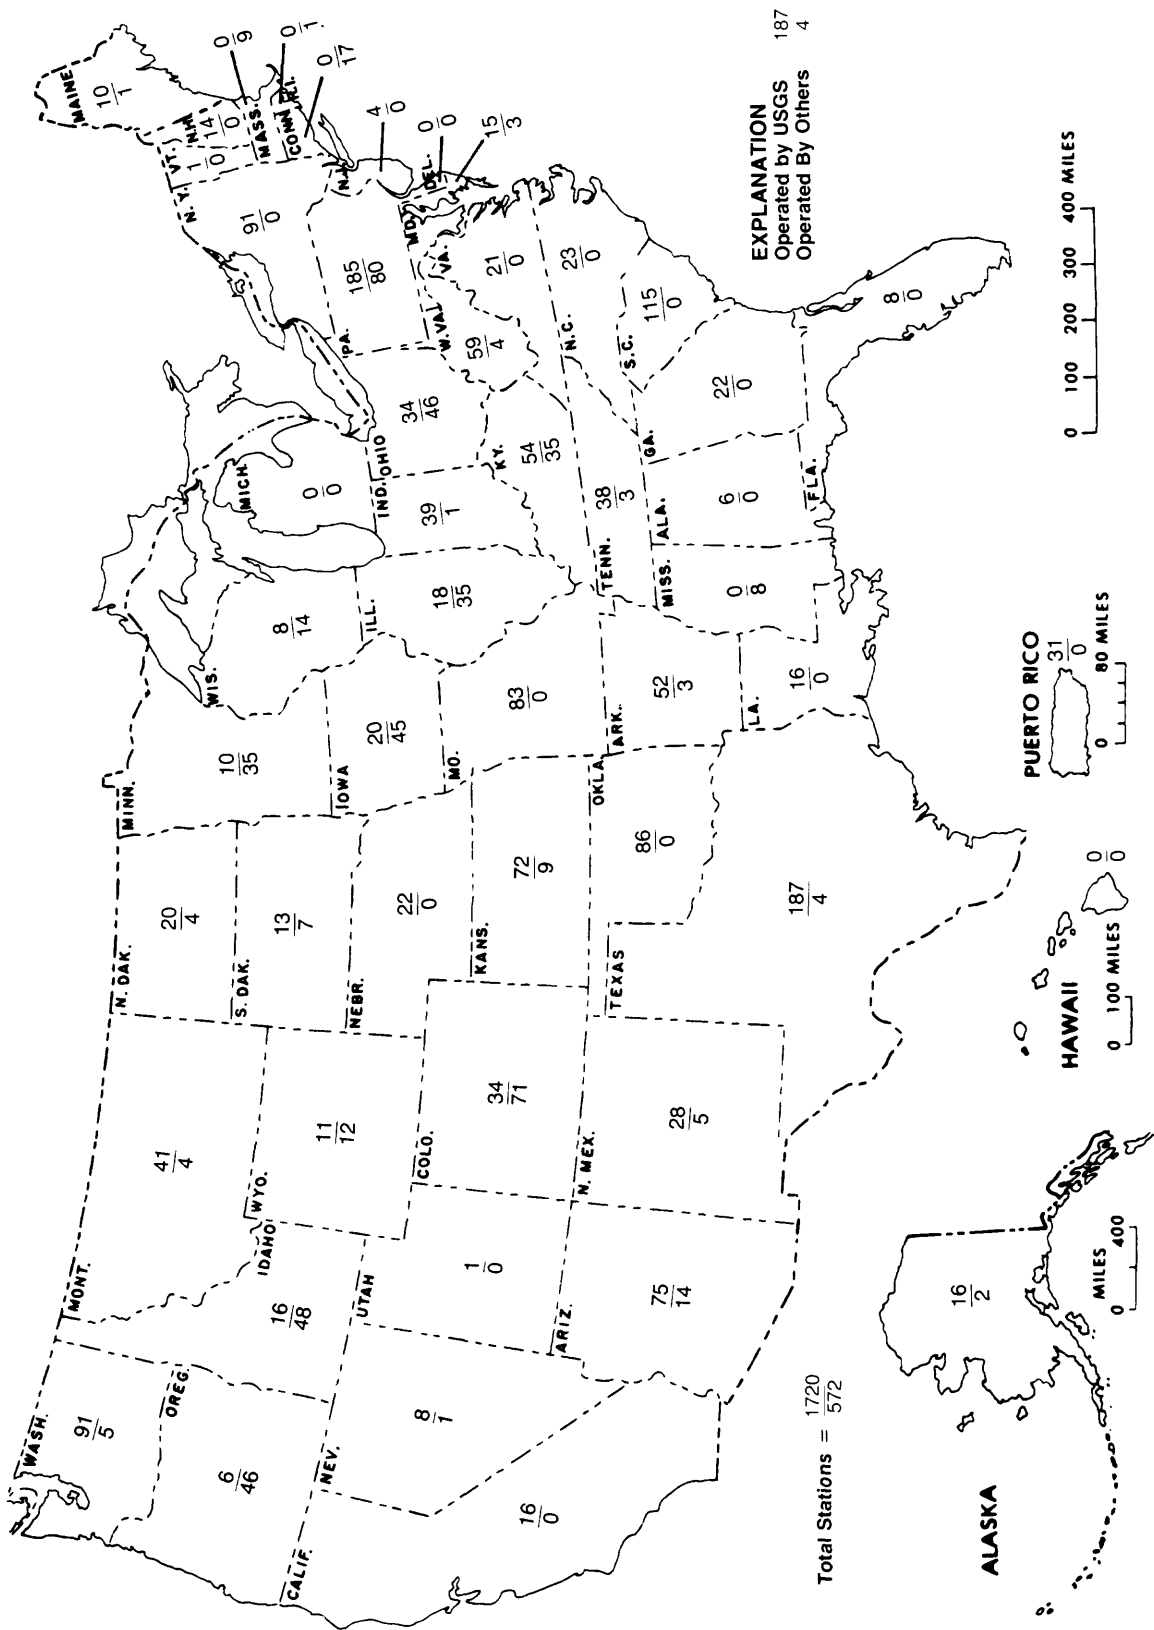 WASH.
91
5
OREG.
6
46
CALIF.
16
0
NEV.
8
1
IDAHO
16
48
MONT.
41
4
WYO.
11
12
UTAH
1
0
COLO.
34
71
ARIZ.
75
14
N. MEX.
28
5
N. DAK.
20
4
S. DAK.
13
7
NEBR.
22
0
KANS.
72
9
OKLA.
86
0
TEXAS
187
4
MINN.
10
35
IOWA
20
45
MO.
83
0
ARK.
52
3
LA.
16
0
WIS.
8
14
ILL.
18
35
MICH.
0
0
IND.
39
1
OHIO
34
46
KY.
54
35
TENN.
38
3
MISS.
0
8
ALA.
6
0
GA.
22
0
FLA.
8
0
S.C.
115
0
N.C.
23
0
VA.
21
0
W.VA.
59
4
PA.
185
80
N.Y.
91
0
VT.
1
0
N.H.
14
0
MAINE
10
1
MASS.
0
9
R.I.
0
1
CONN.
0
17
N.J.
4
0
DEL.
0
0
MD.
15
3
EXPLANATION
Operated by USGS 187
Operated By Others 4
0 100 200 300 400 MILES
Total Stations = 1720
572
ALASKA
16
2
MILES
0 400
HAWAII
0
0
0 100 MILES
PUERTO RICO
31
0
0 80 MILES